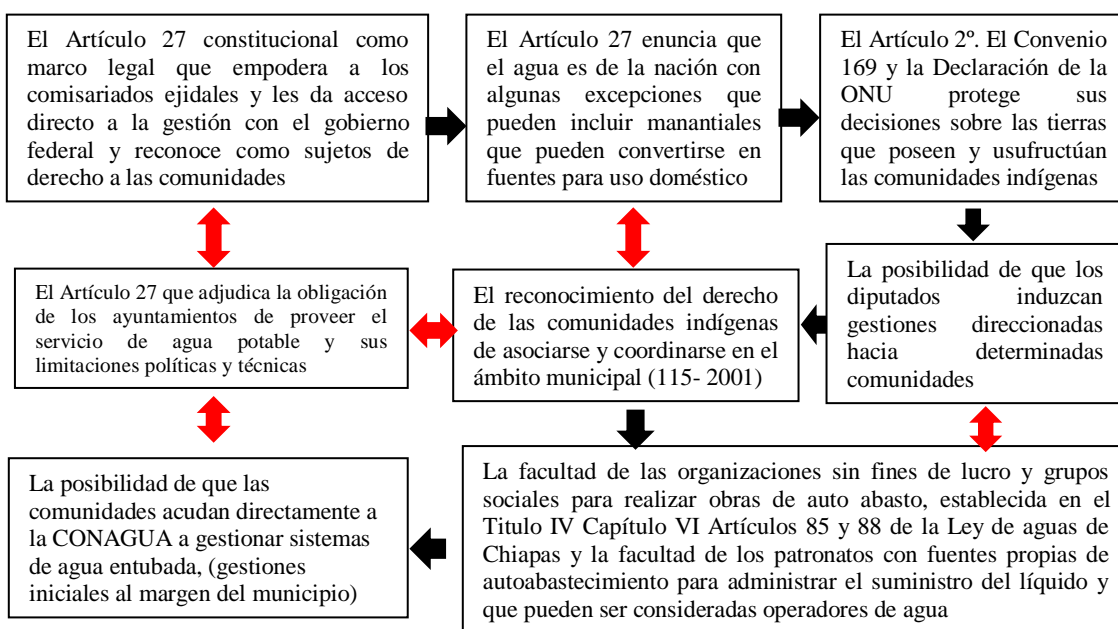 El Artículo 27 constitucional como
marco legal que empodera a los
comisariados ejidales y les da acceso
directo a la gestión con el gobierno
federal y reconoce como sujetos de
derecho a las comunidades
El Artículo 27 enuncia que
el agua es de la nación con
algunas excepciones que
pueden incluir manantiales
que pueden convertirse en
fuentes para uso doméstico
El Artículo 2º. El Convenio
169 y la Declaración de la
ONU protege sus
decisiones sobre las tierras
que poseen y usufructúan
las comunidades indígenas
El Artículo 27 que adjudica la obligación
de los ayuntamientos de proveer el
servicio de agua potable y sus
limitaciones políticas y técnicas
El reconocimiento del derecho
de las comunidades indígenas
de asociarse y coordinarse en el
ámbito municipal (115- 2001)
La posibilidad de que los
diputados induzcan
gestiones direccionadas
hacia determinadas
comunidades
La posibilidad de que las
comunidades acudan directamente a
la CONAGUA a gestionar sistemas
de agua entubada, (gestiones
iniciales al margen del municipio)
La facultad de las organizaciones sin fines de lucro y grupos
sociales para realizar obras de auto abasto, establecida en el
Titulo IV Capítulo VI Artículos 85 y 88 de la Ley de aguas de
Chiapas y la facultad de los patronatos con fuentes propias de
autoabastecimiento para administrar el suministro del líquido y
que pueden ser consideradas operadores de agua